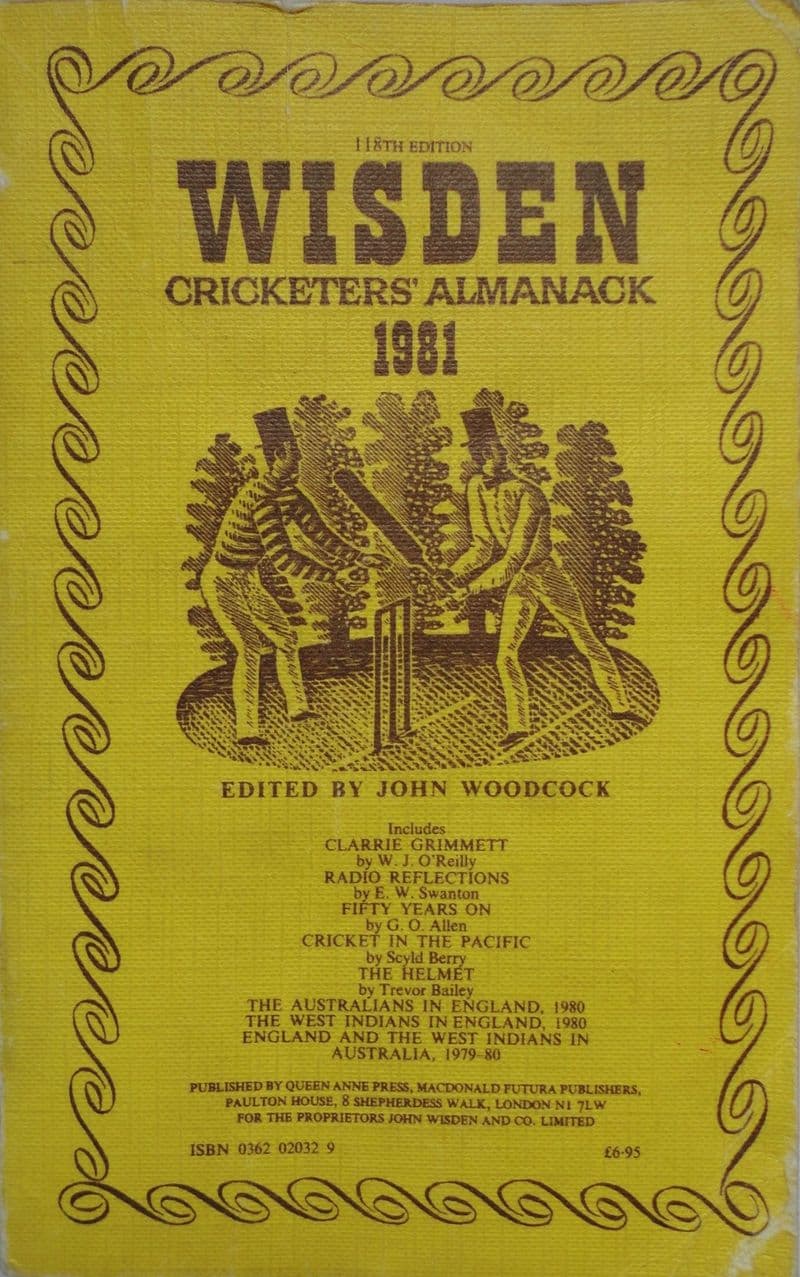 118TH EDITION
WISDEN
CRICKETERS' ALMANACK
1981
EDITED BY JOHN WOODCOCK
Includes
CLARRIE GRIMMETT
by W. J. O'Reilly
RADIO REFLECTIONS
by E. W. Swanton
FIFTY YEARS ON
by G. O. Allen
CRICKET IN THE PACIFIC
by Scyld Berry
THE HELMET
by Trevor Bailey
THE AUSTRALIANS IN ENGLAND, 1980
THE WEST INDIANS IN ENGLAND, 1980
ENGLAND AND THE WEST INDIANS IN
AUSTRALIA, 1979-80
PUBLISHED BY QUEEN ANNE PRESS, MACDONALD FUTURA PUBLISHERS,
PAULTON HOUSE, 8 SHEPHERDESS WALK, LONDON N1 7LW
FOR THE PROPRIETORS JOHN WISDEN AND CO. LIMITED
ISBN 0362 02032 9 £6·95